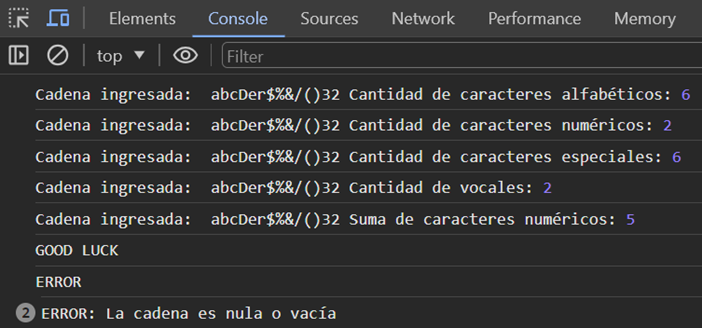 Elements Console Sources Network Performance Memory
top Filter
Cadena ingresada:  abcDer$%&/()32 Cantidad de caracteres alfabéticos: 6
Cadena ingresada:  abcDer$%&/()32 Cantidad de caracteres numéricos: 2
Cadena ingresada:  abcDer$%&/()32 Cantidad de caracteres especiales: 6
Cadena ingresada:  abcDer$%&/()32 Cantidad de vocales: 2
Cadena ingresada:  abcDer$%&/()32 Suma de caracteres numéricos: 5
GOOD LUCK
ERROR
2 ERROR: La cadena es nula o vacía